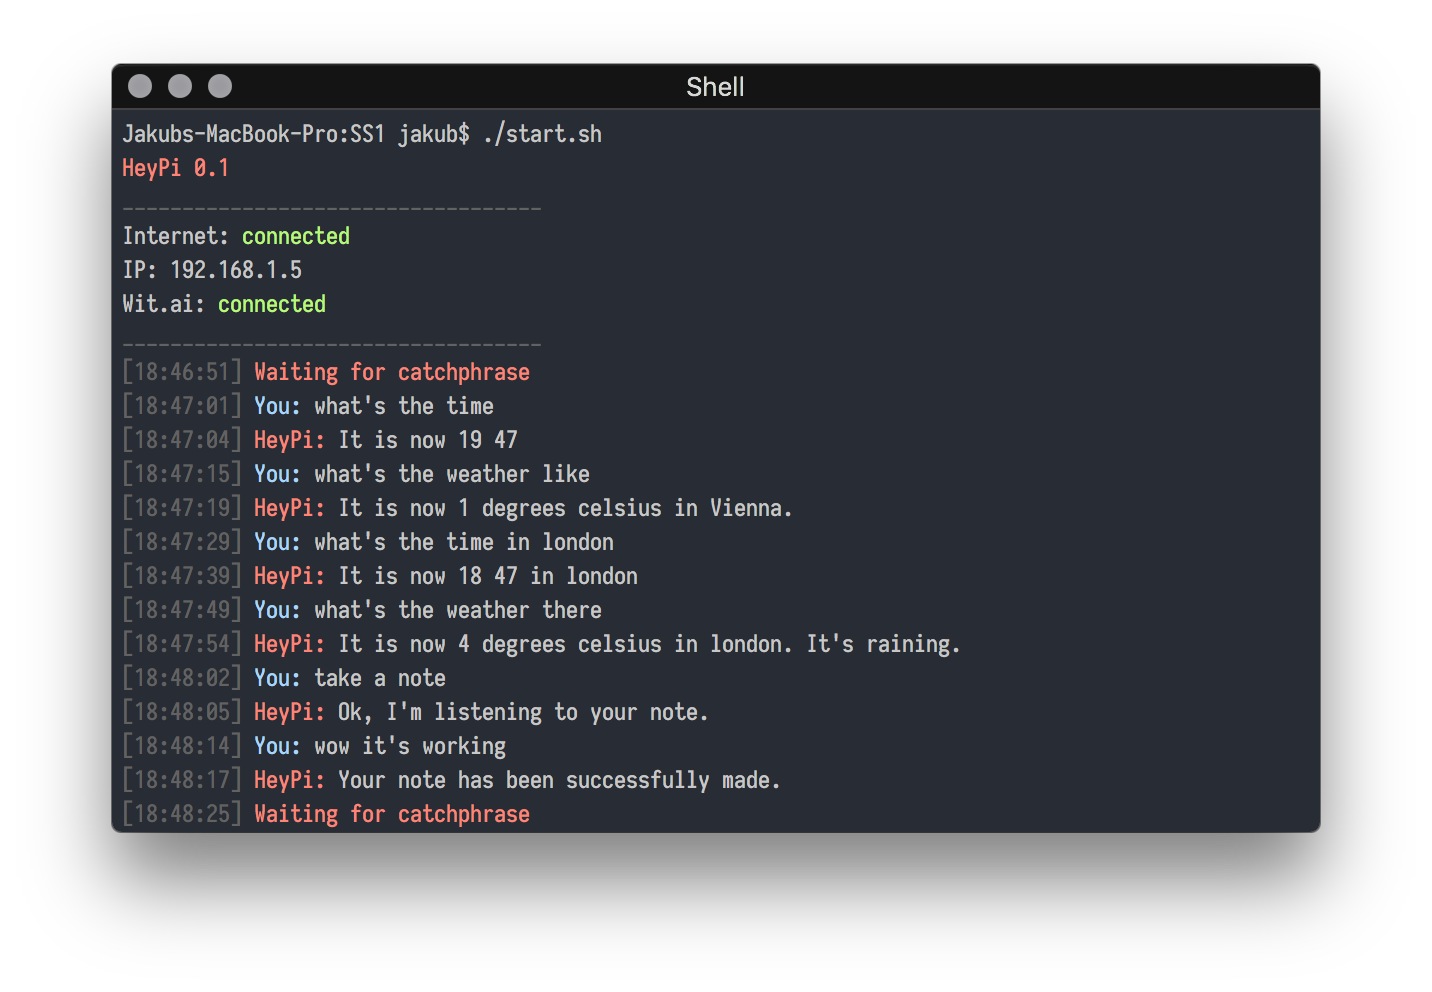 Shell
Jakubs-MacBook-Pro:SS1 jakub$ ./start.sh
HeyPi 0.1
-----------------------------------
Internet: connected
IP: 192.168.1.5
Wit.ai: connected
-----------------------------------
[18:46:51] Waiting for catchphrase
[18:47:01] You: what's the time
[18:47:04] HeyPi: It is now 19 47
[18:47:15] You: what's the weather like
[18:47:19] HeyPi: It is now 1 degrees celsius in Vienna.
[18:47:29] You: what's the time in london
[18:47:39] HeyPi: It is now 18 47 in london
[18:47:49] You: what's the weather there
[18:47:54] HeyPi: It is now 4 degrees celsius in london. It's raining.
[18:48:02] You: take a note
[18:48:05] HeyPi: Ok, I'm listening to your note.
[18:48:14] You: wow it's working
[18:48:17] HeyPi: Your note has been successfully made.
[18:48:25] Waiting for catchphrase